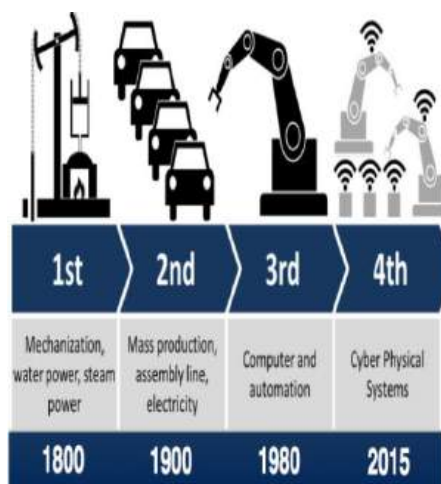 1st
2nd
3rd
4th
Mechanization,
water power, steam
power
Mass production,
assembly line,
electricity
Computer and
automation
Cyber Physical
Systems
1800
1900
1980
2015